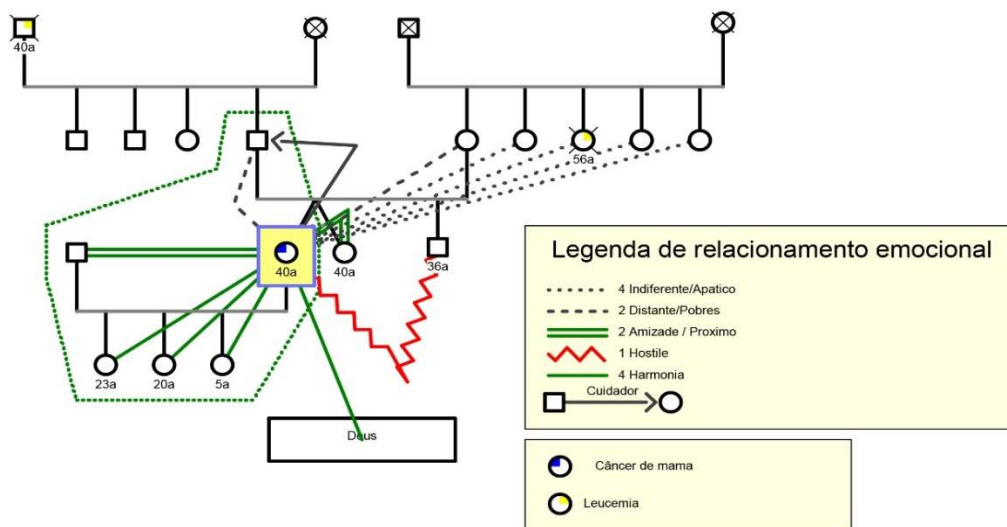 40a
56a
40a
40a
36a
23a
20a
5a
Deus
Legenda de relacionamento emocional
4 Indiferente/Apatico
2 Distante/Pobres
2 Amizade / Proximo
1 Hostile
4 Harmonia
Cuidador
Câncer de mama
Leucemia